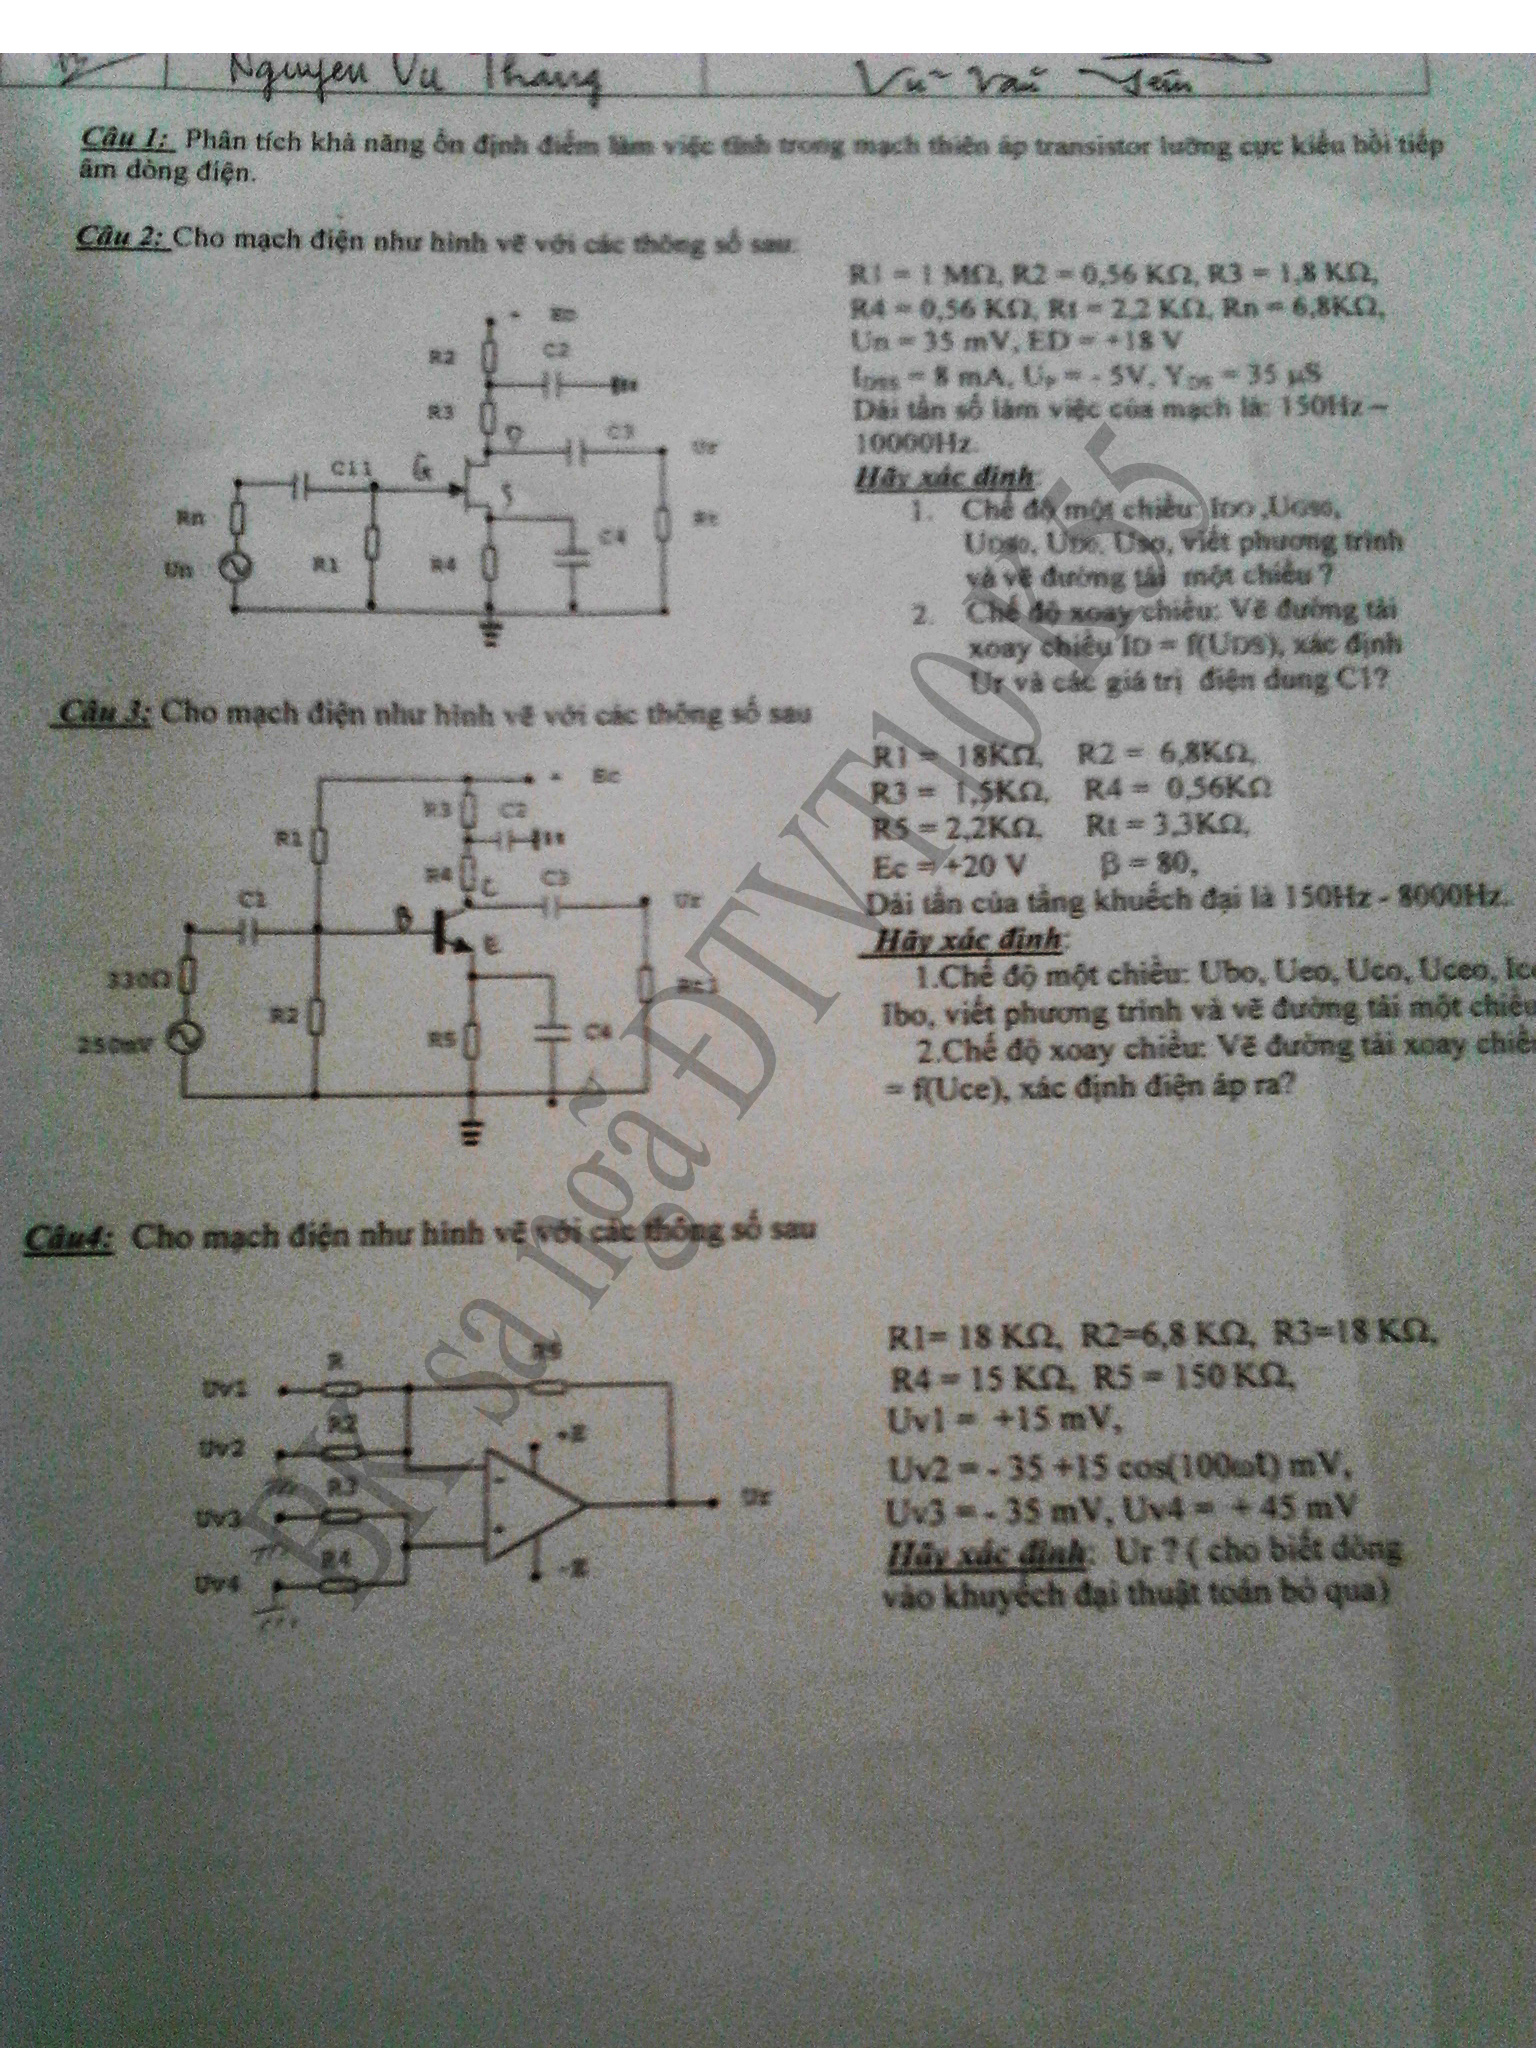 Nguyen Vu Thăng
Vũ Văn Yêm
Câu 1: Phân tích khả năng ổn định điểm làm việc tĩnh trong mạch thiên áp transistor lưỡng cực kiểu hồi tiếp
âm dòng điện.
Câu 2: Cho mạch điện như hình vẽ với các thông số sau:
R1 = 1 MΩ, R2 = 0,56 KΩ, R3 = 1,8 KΩ,
R4 = 0,56 KΩ, Rt = 2,2 KΩ, Rn = 6,8KΩ,
Un = 35 mV, ED = +18 V
IDSS = 8 mA, UP = - 5V, YDS = 35 µS
Dải tần số làm việc của mạch là: 150Hz –
10000Hz.
Hãy xác định:
1. Chế độ một chiều: IDO ,UGSO,
UDSO, UDO, USO, viết phương trình
và vẽ đường tải một chiều ?
2. Chế độ xoay chiều: Vẽ đường tải
xoay chiều ID = f(UDS), xác định
Ur và các giá trị điện dung C1?
+ ED
R2
C2
R3
D
C3
Ur
C11
G
S
Rn
Rt
C4
Un
R1
R4
Câu 3: Cho mạch điện như hình vẽ với các thông số sau
R1 = 18KΩ, R2 = 6,8KΩ,
R3 = 1,5KΩ, R4 = 0,56KΩ
R5 = 2,2KΩ, Rt = 3,3KΩ,
Ec = +20 V β = 80,
Dải tần của tầng khuếch đại là 150Hz - 8000Hz.
Hãy xác định:
1.Chế độ một chiều: Ubo, Ueo, Uco, Uceo, Ico
Ibo, viết phương trình và vẽ đường tải một chiều
2.Chế độ xoay chiều: Vẽ đường tải xoay chiều
= f(Uce), xác định điện áp ra?
+ Ec
R3
C2
R1
R4
C
C3
Ur
C1
B
E
330Ω
R2
250mV
R5
C4
Câu4: Cho mạch điện như hình vẽ với các thông số sau
R1= 18 KΩ, R2=6,8 KΩ, R3=18 KΩ,
R4 = 15 KΩ, R5 = 150 KΩ,
Uv1 = +15 mV,
Uv2 = - 35 +15 cos(100ωt) mV,
Uv3 = - 35 mV, Uv4 = + 45 mV
Hãy xác định: Ur ? ( cho biết dòng
vào khuyếch đại thuật toán bỏ qua)
R
R5
Uv1
R2
+E
Uv2
R3
-
Ur
Uv3
+
R4
-E
Uv4
BK Sa ngã ĐTVT10 K55